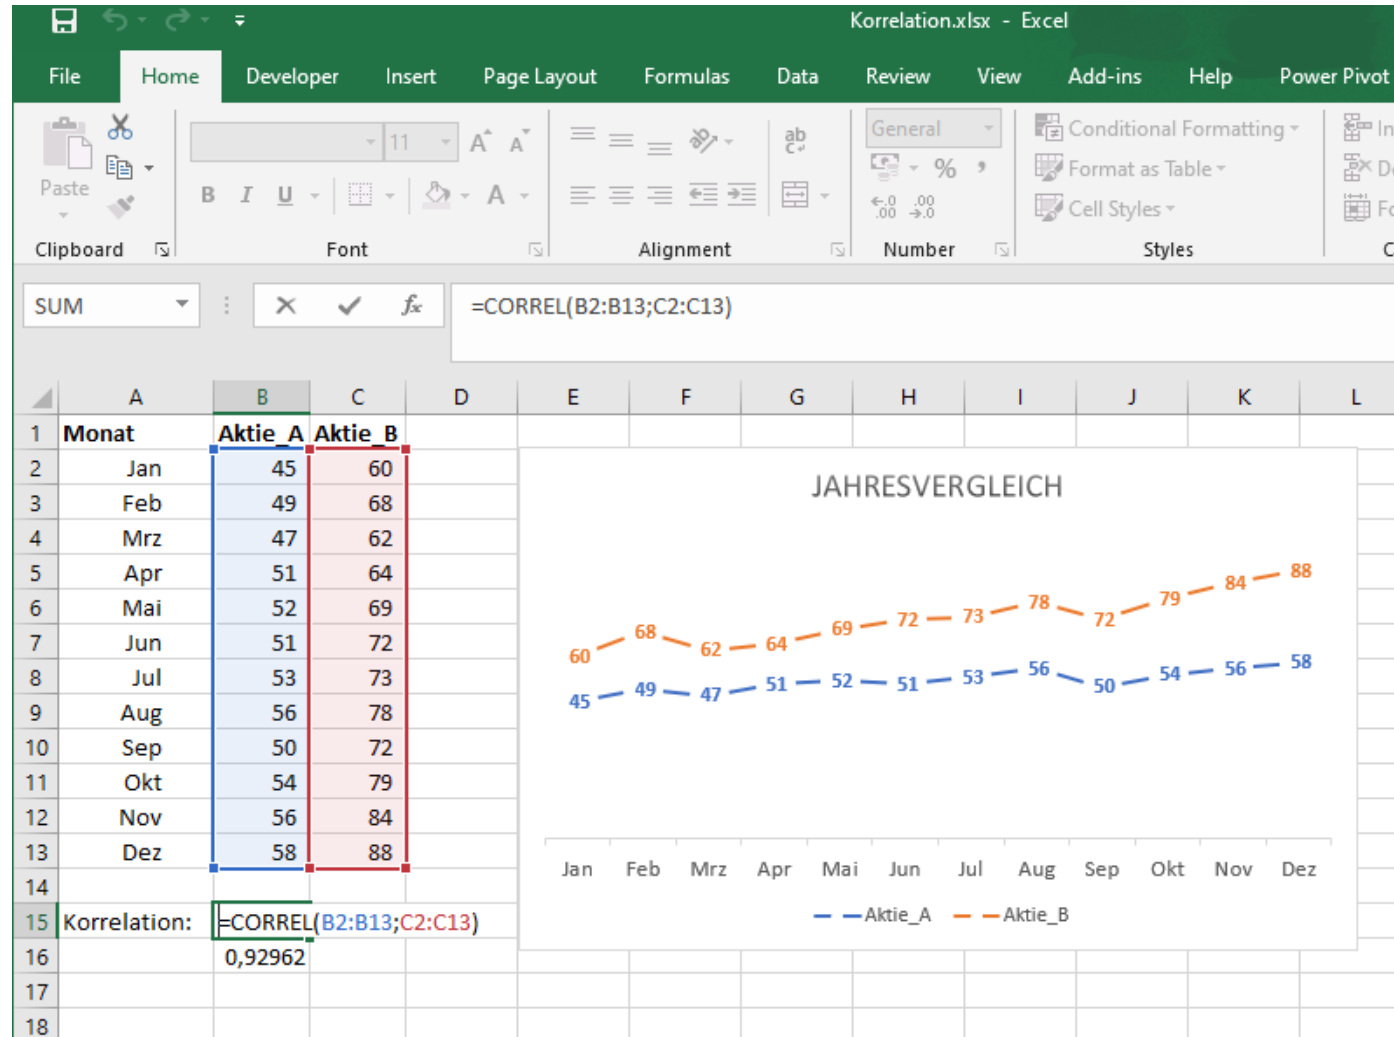 Korrelation.xlsx - Excel
File Home Developer Insert Page Layout Formulas Data Review View Add-ins Help Power Pivot
Paste
11
B I U A
ab
General
%
Conditional Formatting
Format as Table
Cell Styles
Clipboard Font Alignment Number Styles
SUM fx =CORREL(B2:B13;C2:C13)
A B C D E F G H I J K L
1 Monat Aktie_A Aktie_B
2 Jan 45 60
3 Feb 49 68
4 Mrz 47 62
5 Apr 51 64
6 Mai 52 69
7 Jun 51 72
8 Jul 53 73
9 Aug 56 78
10 Sep 50 72
11 Okt 54 79
12 Nov 56 84
13 Dez 58 88
14
15 Korrelation: =CORREL(B2:B13;C2:C13)
16 0,92962
17
18
JAHRESVERGLEICH
60 68 62 64 69 72 73 78 72 79 84 88
45 49 47 51 52 51 53 56 50 54 56 58
Jan Feb Mrz Apr Mai Jun Jul Aug Sep Okt Nov Dez
Aktie_A Aktie_B